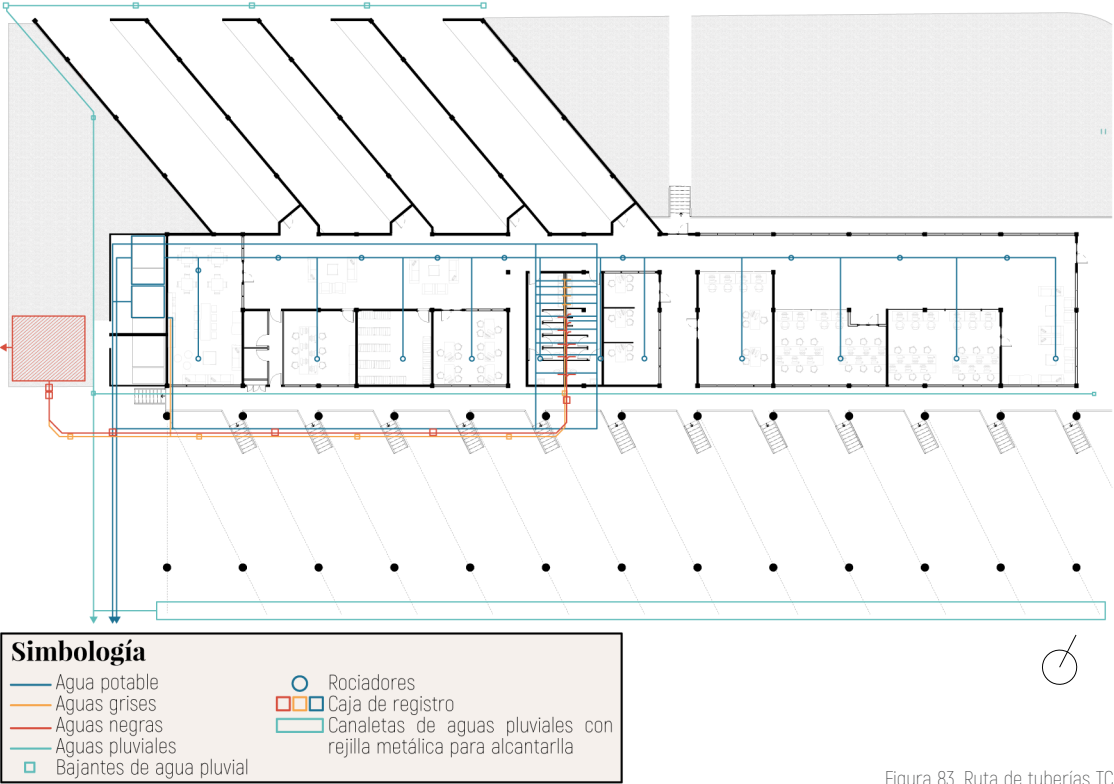 Simbología
Agua potable
Aguas grises
Aguas negras
Aguas pluviales
Bajantes de agua pluvial
Rociadores
Caja de registro
Canaletas de aguas pluviales con
rejilla metálica para alcantarlla
Figura 83. Ruta de tuberías TC